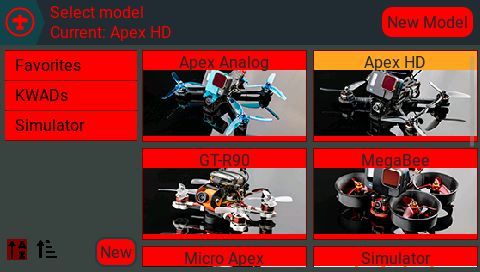 Select model
Current: Apex HD
New Model
Favorites
KWADs
Simulator
Apex Analog
Apex HD
GT-R90
MegaBee
Micro Apex
Simulator
A
Z
New